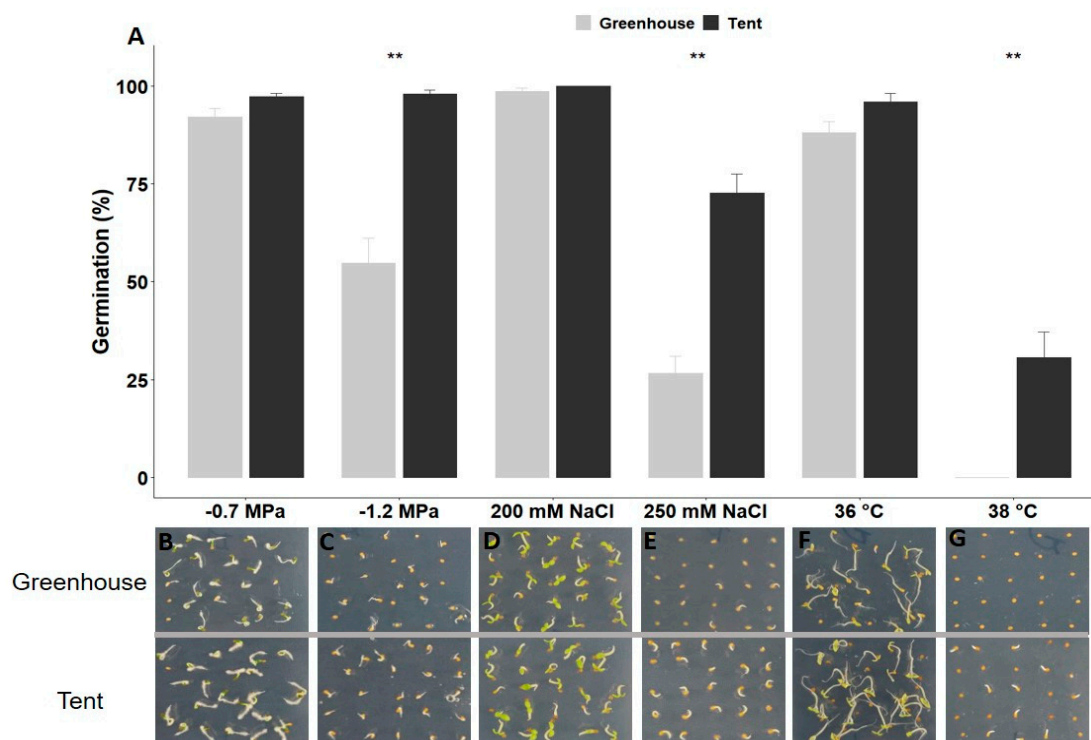 A
Greenhouse Tent
** ** **
100
75
50
25
0
Germination (%)
-0.7 MPa -1.2 MPa 200 mM NaCl 250 mM NaCl 36 °C 38 °C
B C D E F G
Greenhouse
Tent